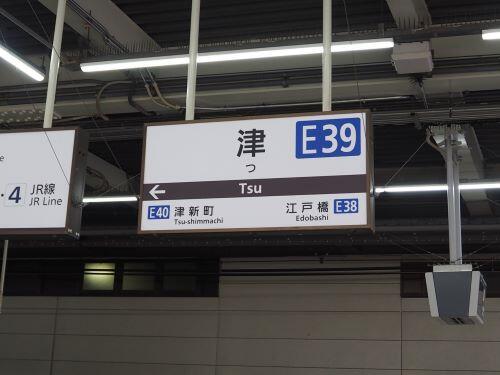 e
・4 JR線
JR Line
津 E39
つ
← Tsu
E40 津新町
Tsu-shimmachi
江戸橋 E38
Edobashi